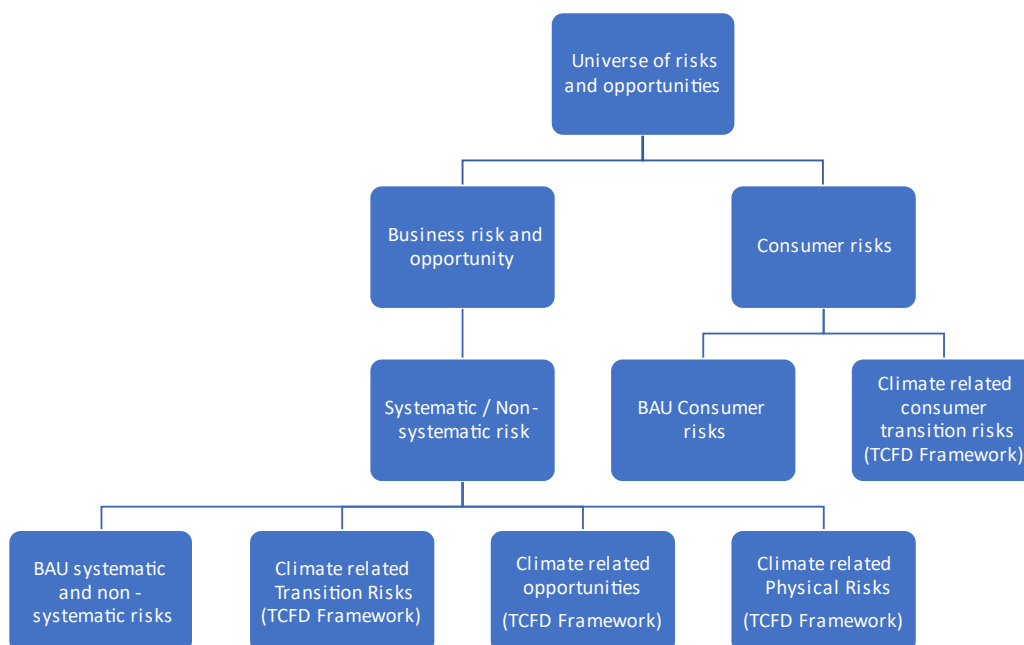 Universe of risks
and opportunities
Business risk and
opportunity
Consumer risks
Systematic / Non-
systematic risk
BAU Consumer
risks
Climate related
consumer
transition risks
(TCFD Framework)
BAU systematic
and non -
systematic risks
Climate related
Transition Risks
(TCFD Framework)
Climate related
opportunities
(TCFD Framework)
Climate related
Physical Risks
(TCFD Framework)